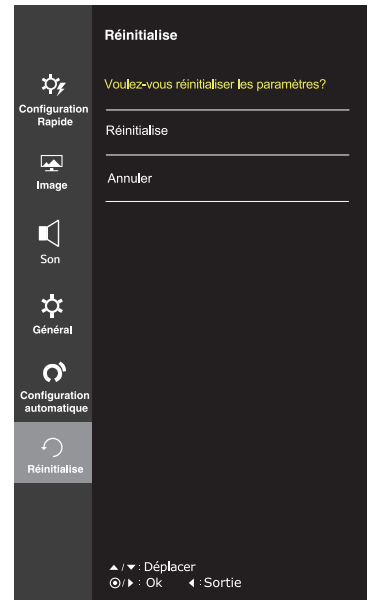 Réinitialise
Configuration
Rapide
Image
Son
Général
Configuration
automatique
Réinitialise
Voulez-vous réinitialiser les paramètres?
Réinitialise
Annuler
▲/▼: Déplacer
⊙/▶ : Ok ◀ :Sortie